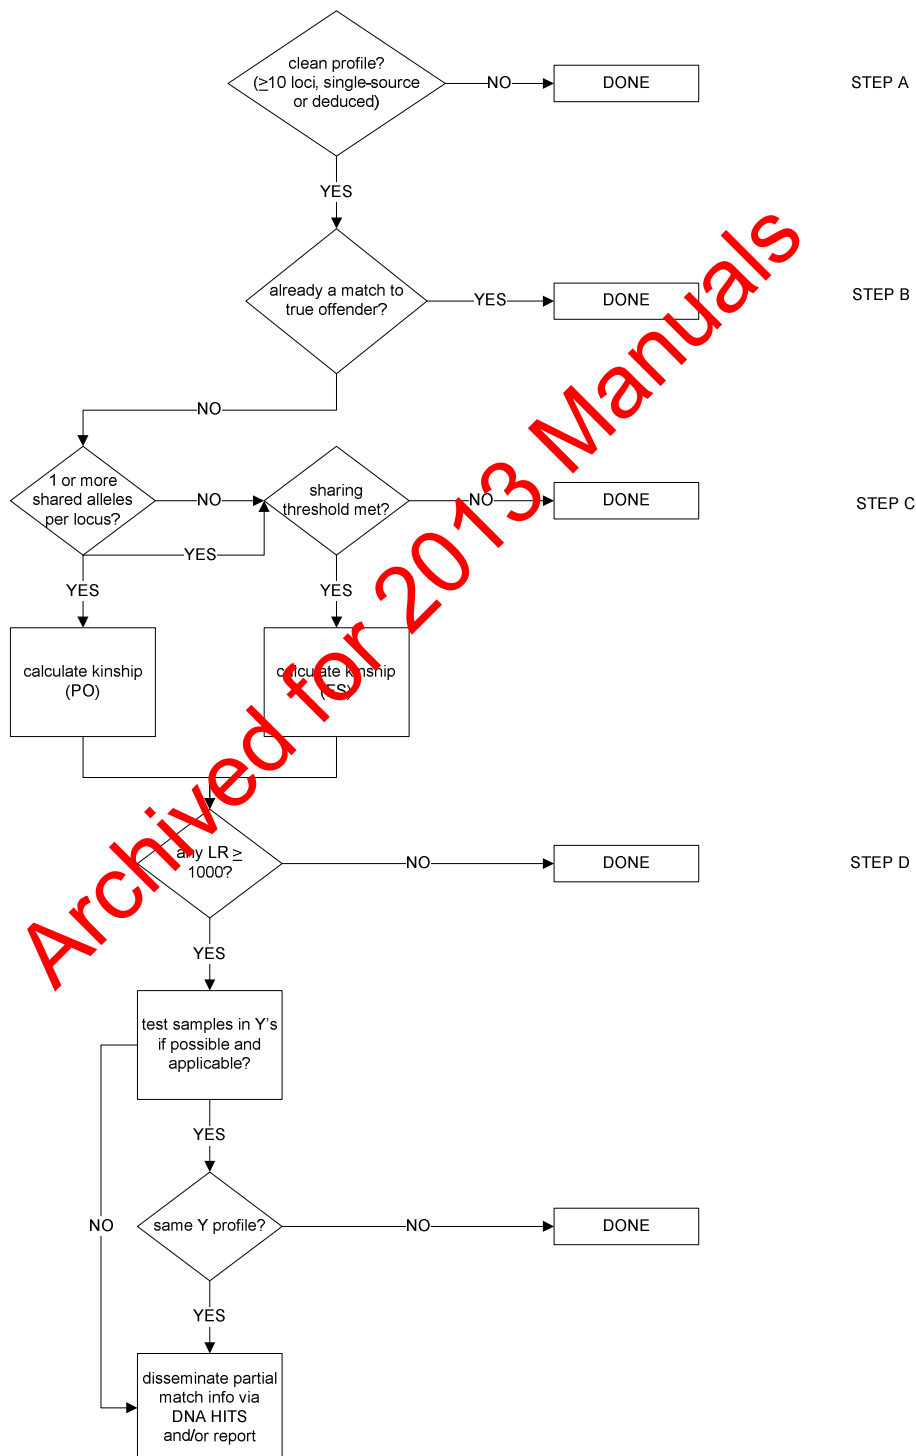 clean profile?
(≥10 loci, single-source
or deduced)
NO
DONE
STEP A
YES
already a match to
true offender?
YES
DONE
STEP B
NO
1 or more
shared alleles
per locus?
NO
sharing
threshold met?
NO
DONE
STEP C
YES
YES
YES
calculate kinship
(PO)
calculate kinship
(FS)
any LR ≥
1000?
NO
DONE
STEP D
YES
test samples in Y's
if possible and
applicable?
YES
NO
same Y profile?
NO
DONE
YES
disseminate partial
match info via
DNA HITS
and/or report
Archived for 2013 Manuals